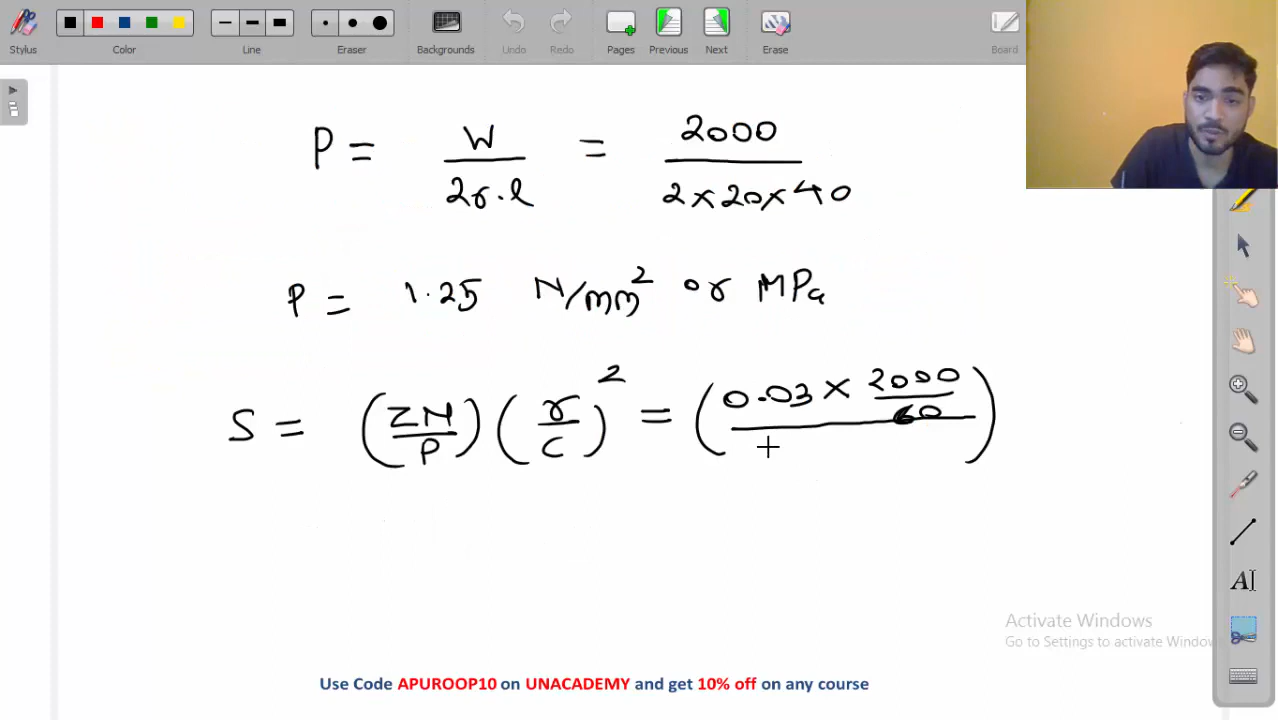 Stylus Color Line Eraser Backgrounds Undo Redo Pages Previous Next Erase Board
P = W / 2r.l = 2000 / 2×20×40
P = 1.25 N/mm² or MPa
S = (ZN/P) (r/c)² = (0.03 × 2000/60)
AI
Activate Windows
Go to Settings to activate Window
Use Code APUROOP10 on UNACADEMY and get 10% off on any course